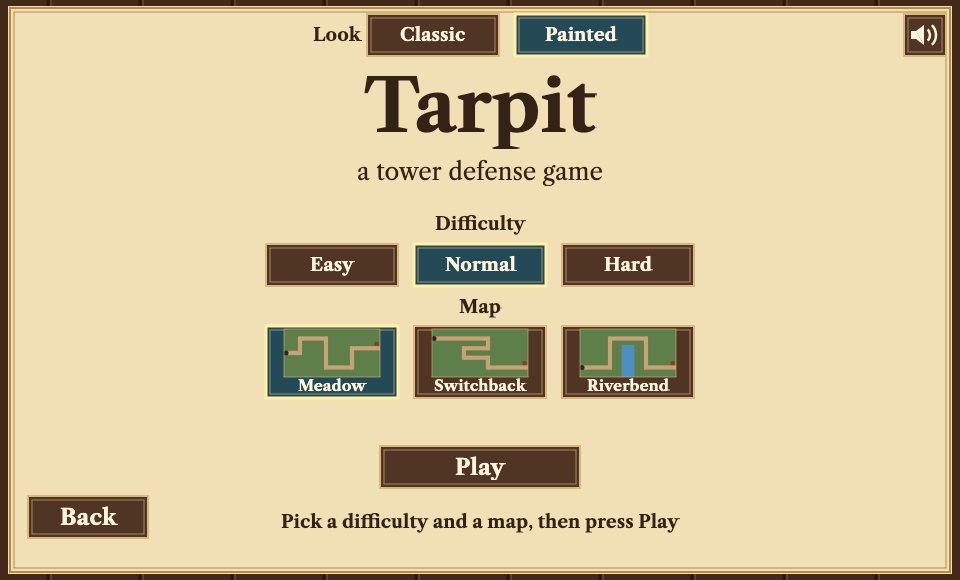 Look Classic Painted
Tarpit
a tower defense game
Difficulty
Easy Normal Hard
Map
Meadow Switchback Riverbend
Play
Back
Pick a difficulty and a map, then press Play